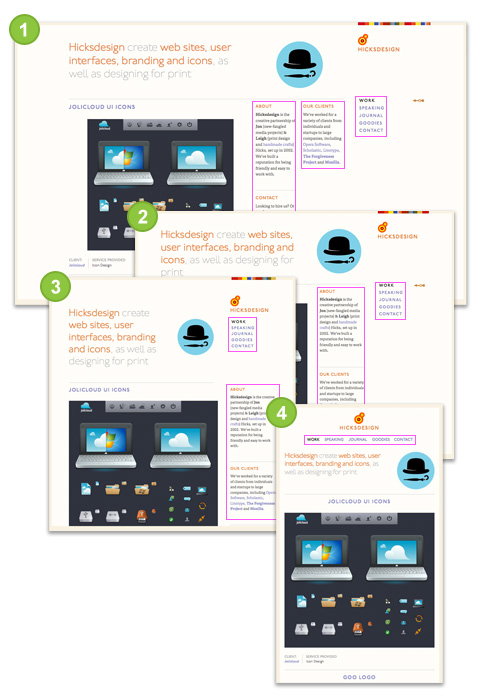 1
Hicksdesign create web sites, user
interfaces, branding and icons, as
well as designing for print
HICKSDESIGN
WORK
SPEAKING
JOURNAL
GOODIES
CONTACT
JOLICLOUD UI ICONS
jolicloud
ABOUT
Hicksdesign is the
creative partnership of
Jon (new fangled
media projects) & Leigh (print
design and
handmade crafts)
Hicks, set up in 2002.
We've built a
reputation for being
friendly and easy to
work with.
OUR CLIENTS
We've worked for a
variety of clients from
individuals and
startups to large
companies, including
Opera Software,
Scholastic, Luxurype,
The Forgiveness
Project and Mozilla.
CONTACT
Looking to hire us? Or
CLIENT:
Jolicloud
SERVICE PROVIDED
Icon Design
2
Hicksdesign create web sites,
user interfaces, branding and
icons, as well as designing for
print
HICKSDESIGN
WORK
SPEAKING
JOURNAL
GOODIES
CONTACT
ABOUT
Hicksdesign is the
creative partnership of
Jon (new fangled media
projects) & Leigh (print
design and handmade
crafts) Hicks, set up in
2002. We've built a
reputation for being
friendly and easy to
work with.
OUR CLIENTS
We've worked for a
variety of clients from
individuals and
startups to large
companies, including
3
Hicksdesign create
web sites, user
interfaces, branding
and icons, as well as
designing for print
HICKSDESIGN
WORK
SPEAKING
JOURNAL
GOODIES
CONTACT
JOLICLOUD UI ICONS
jolicloud
ABOUT
Hicksdesign is the creative
partnership of Jon
(new fangled media
projects) & Leigh (print
design and handmade
crafts) Hicks, set up in
2002. We've built a
reputation for being
friendly and easy to work
with.
OUR CLIENTS
We've worked for a variety
of clients from individuals
and startups to large
companies, including Opera
Software, Scholastic,
The Forgiveness
Project and Mozilla.
4
HICKSDESIGN
WORK SPEAKING JOURNAL GOODIES CONTACT
Hicksdesign create web sites, user
interfaces, branding and icons, as
well as designing for print
JOLICLOUD UI ICONS
jolicloud
CLIENT:
Jolicloud
SERVICE PROVIDED
Icon Design
GDD LOGO